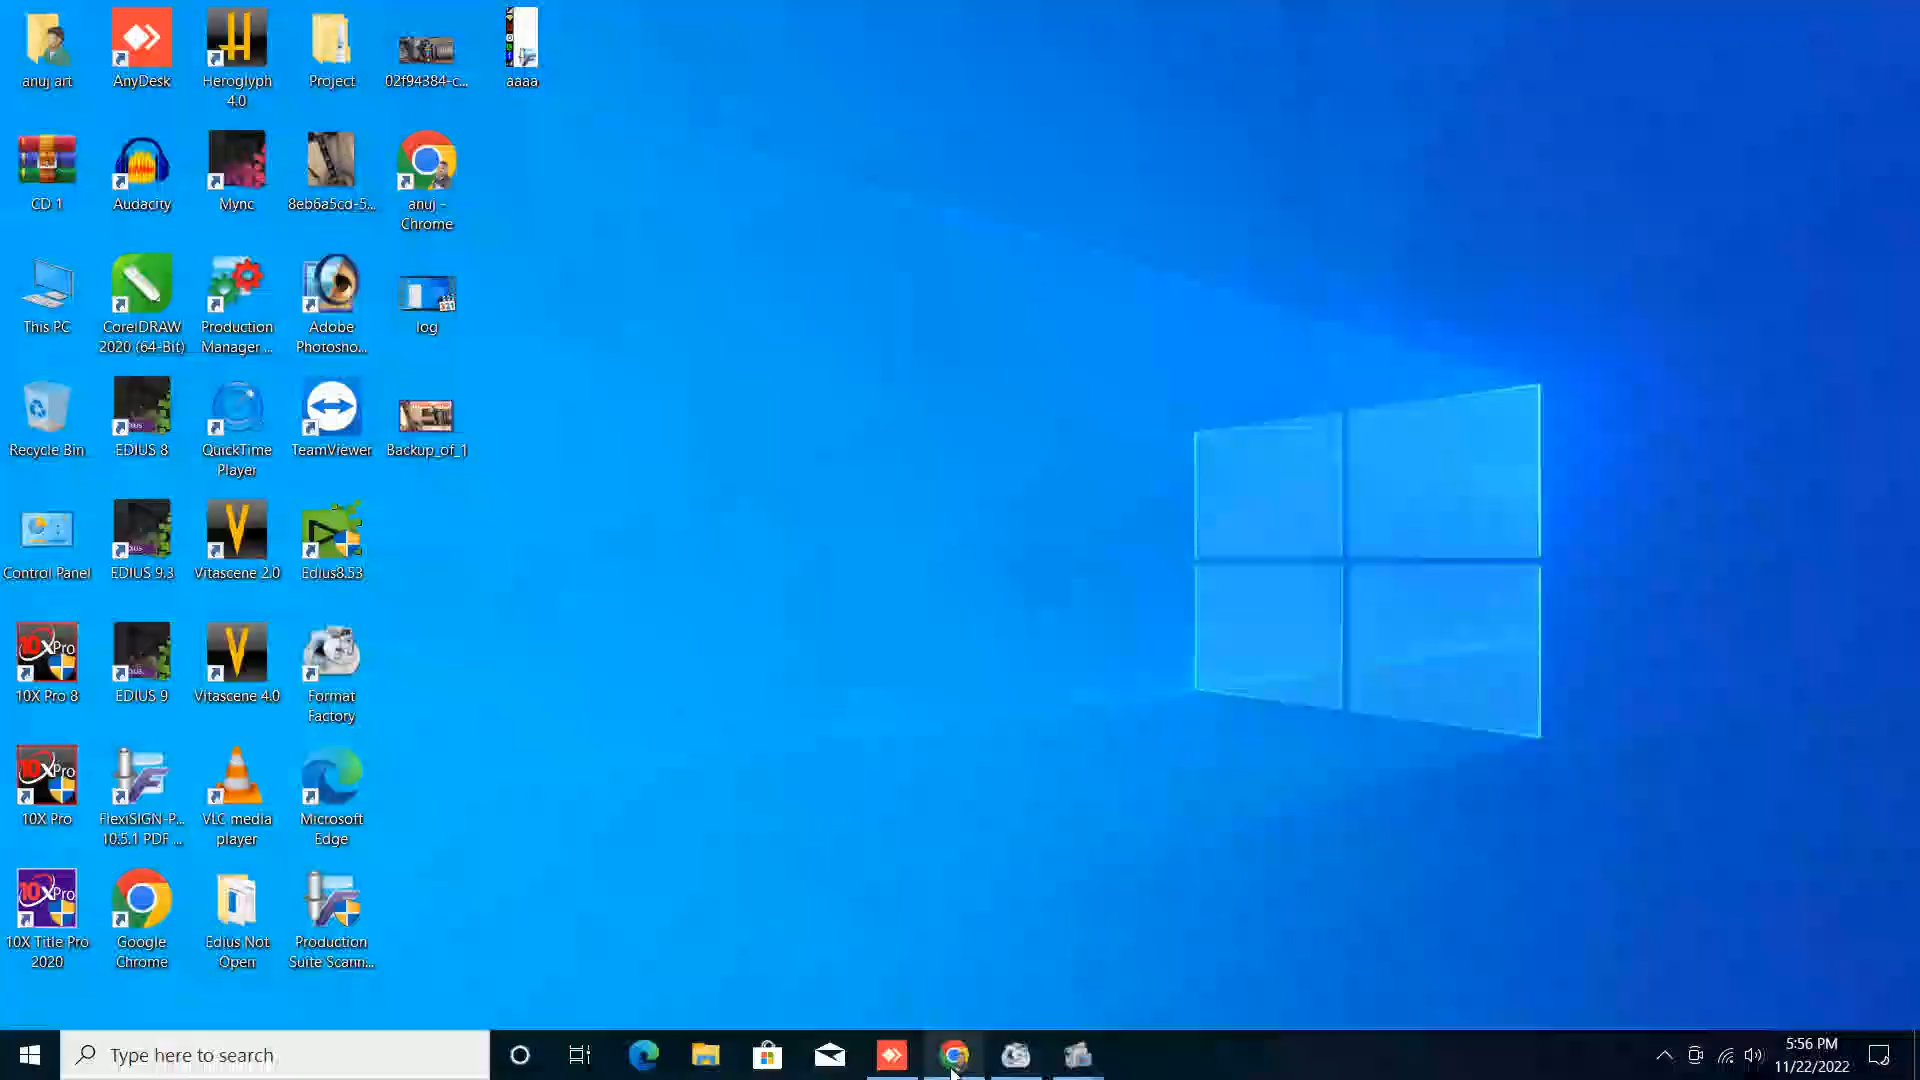 anuj art
AnyDesk
Heroglyph
4.0
Project
02f94384-c...
aaaa
CD 1
Audacity
Mync
8eb6a5cd-5...
anuj -
Chrome
This PC
CorelDRAW
2020 (64-Bit)
Production
Manager ...
Adobe
Photosho...
log
Recycle Bin
EDIUS 8
QuickTime
Player
TeamViewer
Backup_of_1
Control Panel
EDIUS 9.3
Vitascene 2.0
Edius8.53
10xPro
10X Pro 8
EDIUS 9
Vitascene 4.0
Format
Factory
10xPro
10X Pro
FlexiSIGN-P...
10.5.1 PDF ...
VLC media
player
Microsoft
Edge
10xPro
10X Title Pro
2020
Google
Chrome
Edius Not
Open
Production
Suite Scann...
Type here to search
5:56 PM
11/22/2022